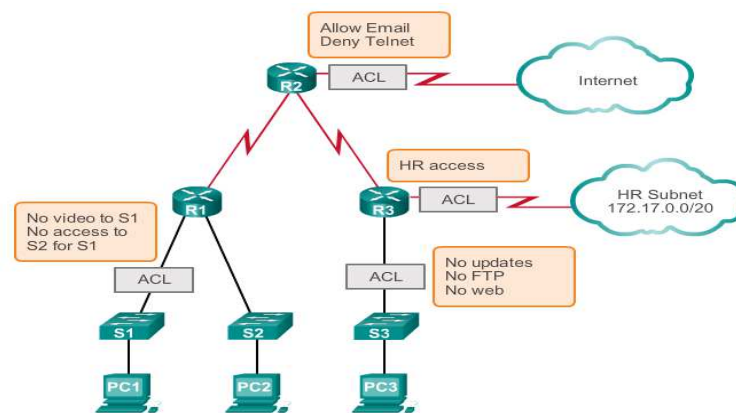 Allow Email
Deny Telnet
ACL
R2
Internet
HR access
ACL
HR Subnet
172.17.0.0/20
R1
R3
No video to S1
No access to
S2 for S1
ACL
ACL
No updates
No FTP
No web
S1
S2
S3
PC1
PC2
PC3